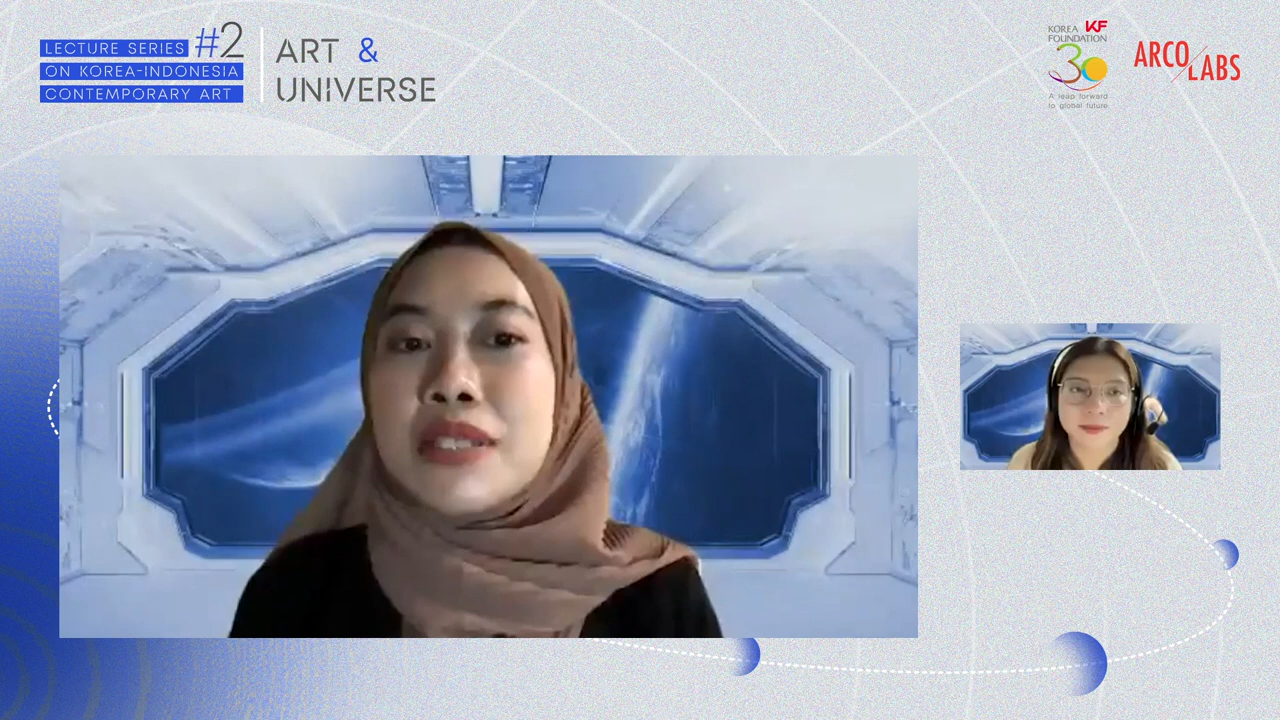 LECTURE SERIES #2
ON KOREA-INDONESIA
CONTEMPORARY ART
ART &
UNIVERSE
KOREA KF
FOUNDATION
30
A leap forward
to global future
ARCO
LABS